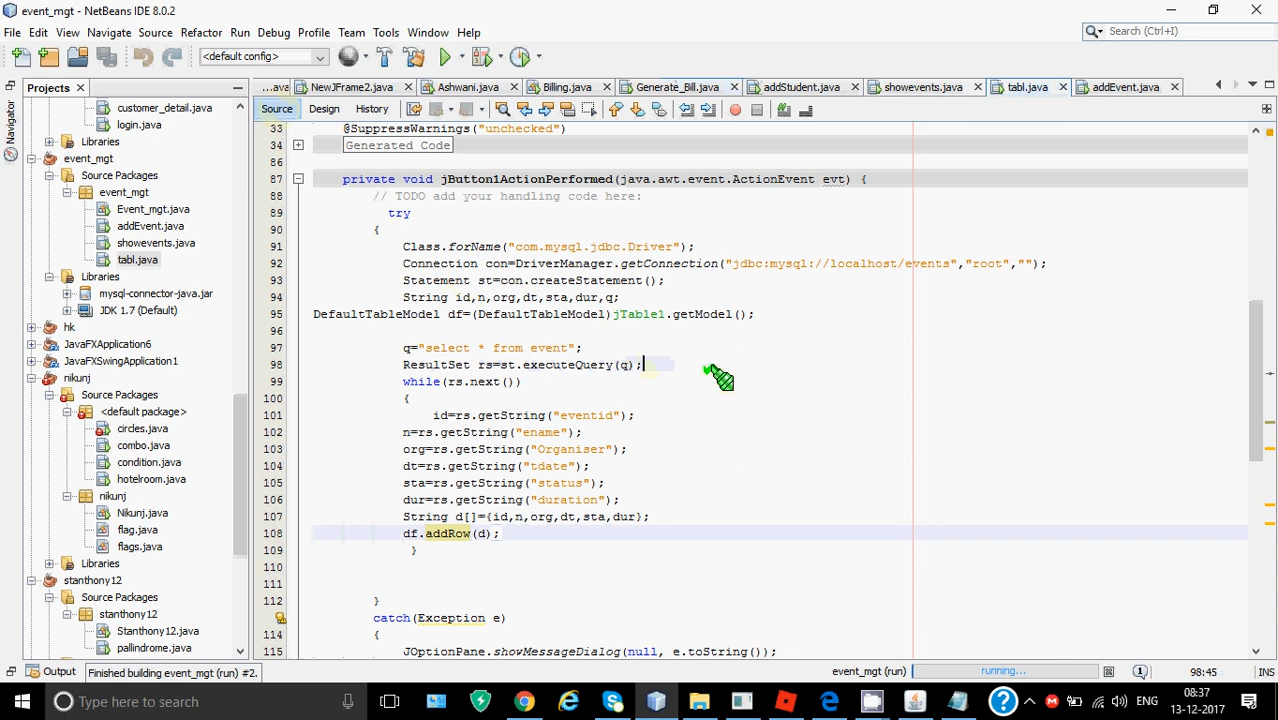 event_mgt - NetBeans IDE 8.0.2
File Edit View Navigate Source Refactor Run Debug Profile Team Tools Window Help
Search (Ctrl+I)
<default config>
Projects
...ava NewJFrame2.java Ashwani.java Billing.java Generate_Bill.java addStudent.java showevents.java tabl.java addEvent.java
Source Design History
Navigator
customer_detail.java
login.java
Libraries
event_mgt
Source Packages
event_mgt
Event_mgt.java
addEvent.java
showevents.java
tabl.java
Libraries
mysql-connector-java.jar
JDK 1.7 (Default)
hk
JavaFXApplication6
JavaFXSwingApplication1
nikunj
Source Packages
<default package>
circles.java
combo.java
condition.java
hotelroom.java
nikunj
Nikunj.java
flag.java
flags.java
Libraries
stanthony12
Source Packages
stanthony12
Stanthony12.java
pallindrome.java
33 @SuppressWarnings("unchecked")
34 Generated Code
86
87 private void jButton1ActionPerformed(java.awt.event.ActionEvent evt) {
88 // TODO add your handling code here:
89 try
90 {
91 Class.forName("com.mysql.jdbc.Driver");
92 Connection con=DriverManager.getConnection("jdbc:mysql://localhost/events","root","");
93 Statement st=con.createStatement();
94 String id,n,org,dt,sta,dur,q;
95 DefaultTableModel df=(DefaultTableModel)jTable1.getModel();
96
97 q="select * from event";
98 ResultSet rs=st.executeQuery(q);
99 while(rs.next())
100 {
101 id=rs.getString("eventid");
102 n=rs.getString("ename");
103 org=rs.getString("Organiser");
104 dt=rs.getString("tdate");
105 sta=rs.getString("status");
106 dur=rs.getString("duration");
107 String d[]={id,n,org,dt,sta,dur};
108 df.addRow(d);
109 }
110
111
112 }
catch(Exception e)
114 {
115 JOptionPane.showMessageDialog(null, e.toString());
Output Finished building event_mgt (run) #2. event_mgt (run) running... 1 98:45 INS
Type here to search ENG 08:37
13-12-2017